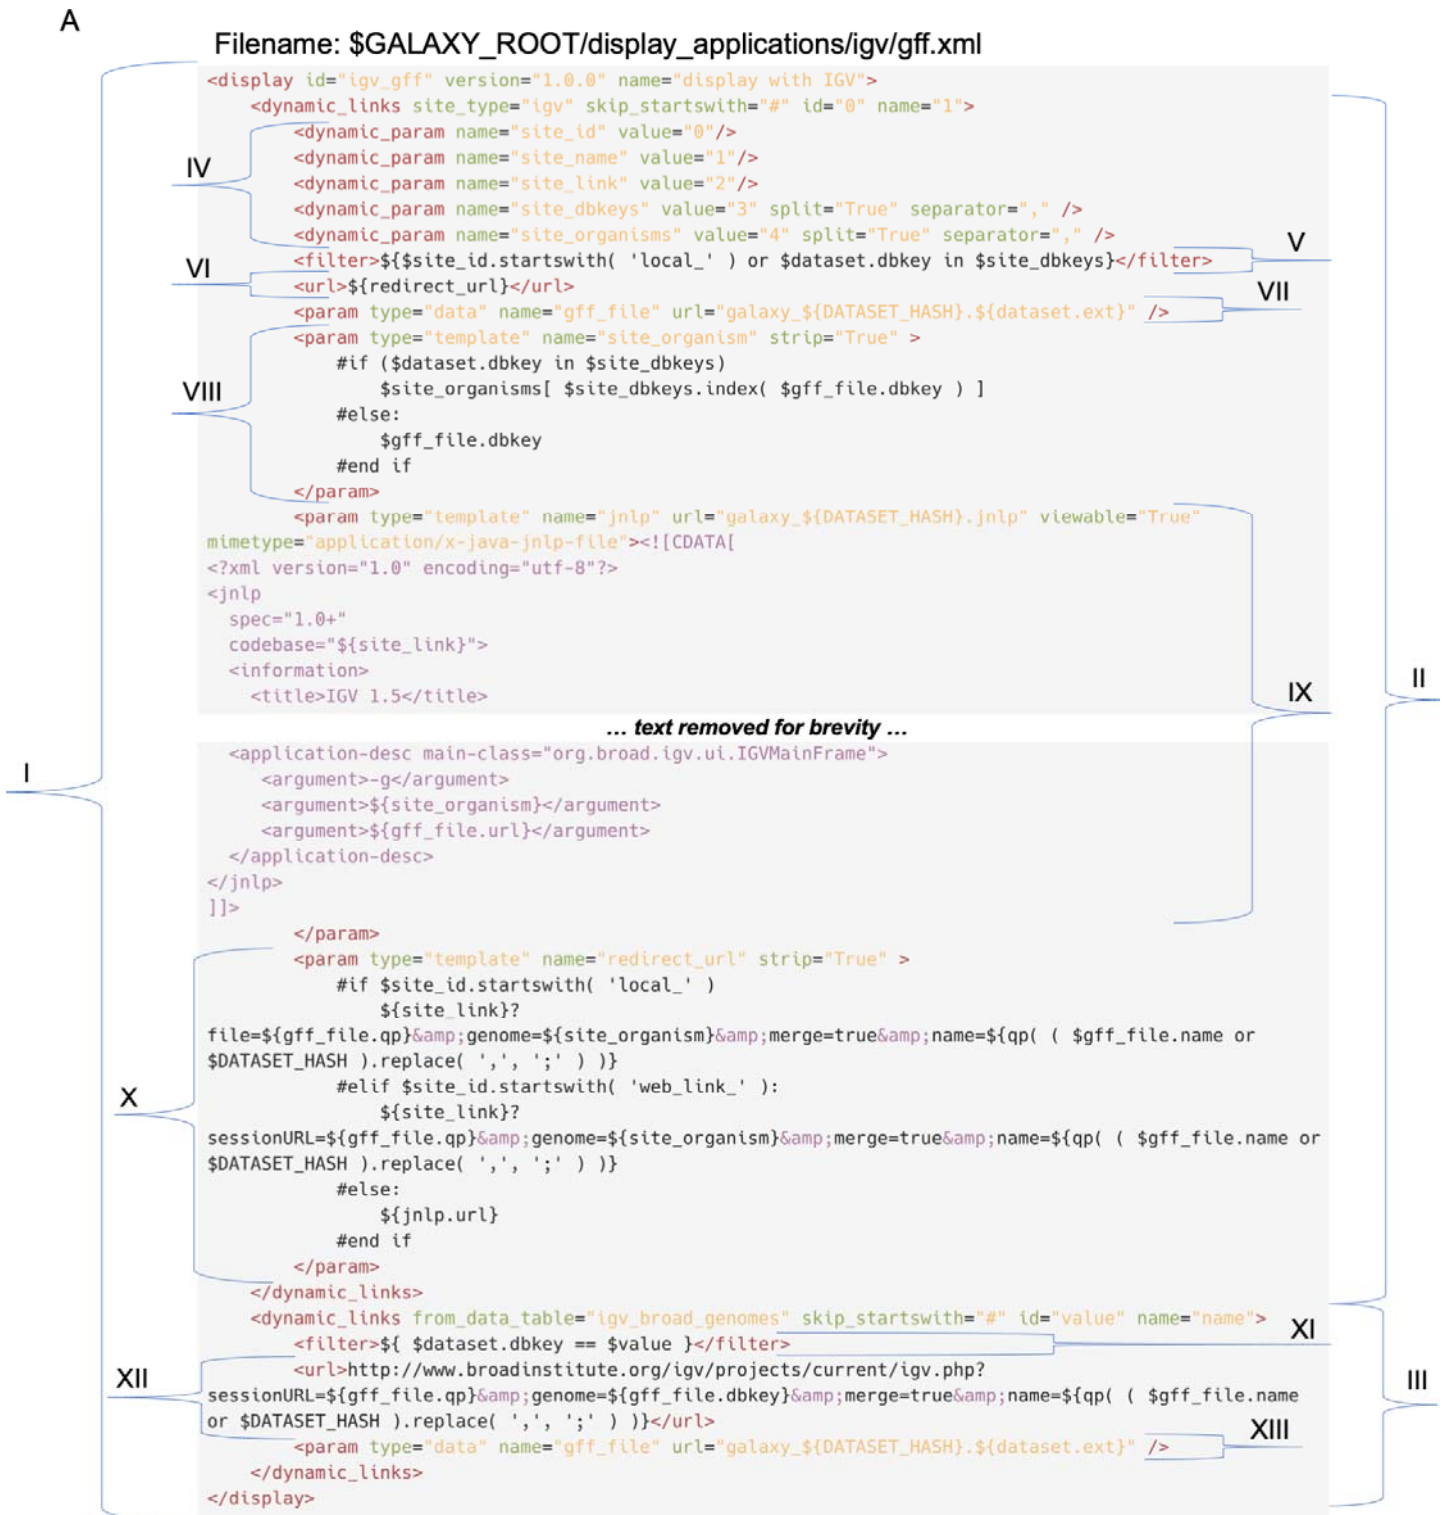 A
Filename: $GALAXY_ROOT/display_applications/igv/gff.xml
<display id="igv_gff" version="1.0.0" name="display with IGV">
<dynamic_links site_type="igv" skip_startswith="#" id="0" name="1">
<dynamic_param name="site_id" value="0"/>
<dynamic_param name="site_name" value="1"/>
IV
<dynamic_param name="site_link" value="2"/>
<dynamic_param name="site_dbkeys" value="3" split="True" separator="," />
<dynamic_param name="site_organisms" value="4" split="True" separator="," />
V
<filter>${$site_id.startswith( 'local_' ) or $dataset.dbkey in $site_dbkeys}</filter>
VI
<url>${redirect_url}</url>
VII
<param type="data" name="gff_file" url="galaxy_${DATASET_HASH}.${dataset.ext}" />
<param type="template" name="site_organism" strip="True" >
#if ($dataset.dbkey in $site_dbkeys)
$site_organisms[ $site_dbkeys.index( $gff_file.dbkey ) ]
VIII
#else:
$gff_file.dbkey
#end if
</param>
<param type="template" name="jnlp" url="galaxy_${DATASET_HASH}.jnlp" viewable="True"
mimetype="application/x-java-jnlp-file"><![CDATA[
<?xml version="1.0" encoding="utf-8"?>
<jnlp
spec="1.0+"
codebase="${site_link}">
<information>
II
<title>IGV 1.5</title>
IX
... text removed for brevity ...
<application-desc main-class="org.broad.igv.ui.IGVMainFrame">
I
<argument>-g</argument>
<argument>${site_organism}</argument>
<argument>${gff_file.url}</argument>
</application-desc>
</jnlp>
]]>
</param>
<param type="template" name="redirect_url" strip="True" >
#if $site_id.startswith( 'local_' )
${site_link}?
file=${gff_file.qp}&amp;genome=${site_organism}&amp;merge=true&amp;name=${qp( ( $gff_file.name or
$DATASET_HASH ).replace( ',', ';' ) )}
#elif $site_id.startswith( 'web_link_' ):
X
${site_link}?
sessionURL=${gff_file.qp}&amp;genome=${site_organism}&amp;merge=true&amp;name=${qp( ( $gff_file.name or
$DATASET_HASH ).replace( ',', ';' ) )}
#else:
${jnlp.url}
#end if
</param>
</dynamic_links>
<dynamic_links from_data_table="igv_broad_genomes" skip_startswith="#" id="value" name="name">
XI
<filter>${ $dataset.dbkey == $value }</filter>
<url>http://www.broadinstitute.org/igv/projects/current/igv.php?
XII
III
sessionURL=${gff_file.qp}&amp;genome=${gff_file.dbkey}&amp;merge=true&amp;name=${qp( ( $gff_file.name
or $DATASET_HASH ).replace( ',', ';' ) )}</url>
XIII
<param type="data" name="gff_file" url="galaxy_${DATASET_HASH}.${dataset.ext}" />
</dynamic_links>
</display>